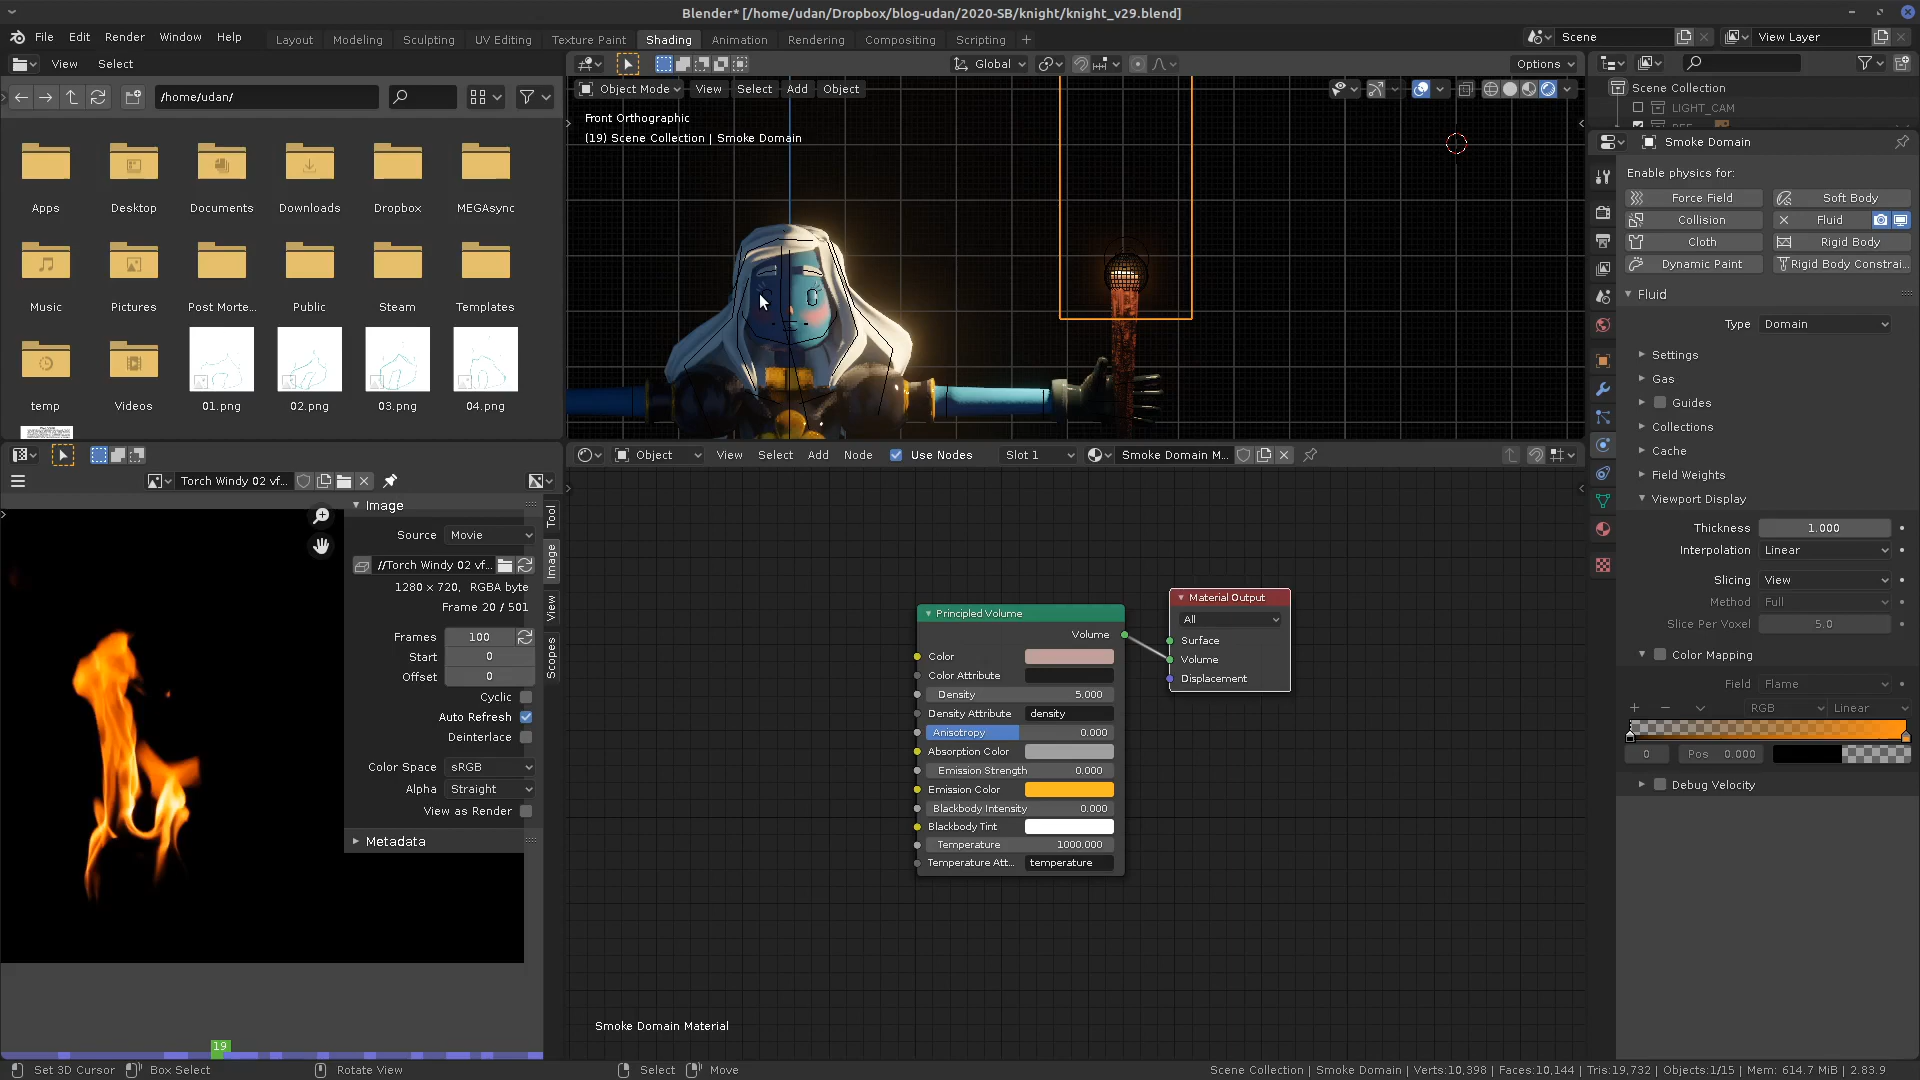 Blender* [/home/udan/Dropbox/blog-udan/2020-SB/knight/knight_v29.blend]
File Edit Render Window Help
Layout Modeling Sculpting UV Editing Texture Paint Shading Animation Rendering Compositing Scripting
Scene
View Layer
View Select
/home/udan/
Apps Desktop Documents Downloads Dropbox MEGAsync
Music Pictures Post Morte... Public Steam Templates
temp Videos 01.png 02.png 03.png 04.png
Global
Options
Object Mode View Select Add Object
Front Orthographic
(19) Scene Collection | Smoke Domain
Scene Collection
LIGHT_CAM
Smoke Domain
Enable physics for:
Force Field Soft Body
Collision Fluid
Cloth Rigid Body
Dynamic Paint Rigid Body Constrai...
Fluid
Type Domain
Settings
Gas
Guides
Collections
Cache
Field Weights
Viewport Display
Thickness 1.000
Interpolation Linear
Slicing View
Method Full
Slice Per Voxel 5.0
Color Mapping
Field Flame
RGB Linear
0 Pos 0.000
Debug Velocity
Torch Windy 02 vf...
Image
Source Movie
//Torch Windy 02 vf...
1280 × 720, RGBA byte
Frame 20 / 501
Frames 100
Start 0
Offset 0
Cyclic
Auto Refresh
Deinterlace
Color Space sRGB
Alpha Straight
View as Render
Metadata
Tool
Image
View
Scopes
19
Object View Select Add Node Use Nodes Slot 1 Smoke Domain M...
Principled Volume
Volume
Color
Color Attribute
Density 5.000
Density Attribute density
Anisotropy 0.000
Absorption Color
Emission Strength 0.000
Emission Color
Blackbody Intensity 0.000
Blackbody Tint
Temperature 1000.000
Temperature Att... temperature
Material Output
All
Surface
Volume
Displacement
Smoke Domain Material
Set 3D Cursor Box Select Rotate View Select Move
Scene Collection | Smoke Domain | Verts:10,398 | Faces:10,144 | Tris:19,732 | Objects:1/15 | Mem: 614.7 MiB | 2.83.9